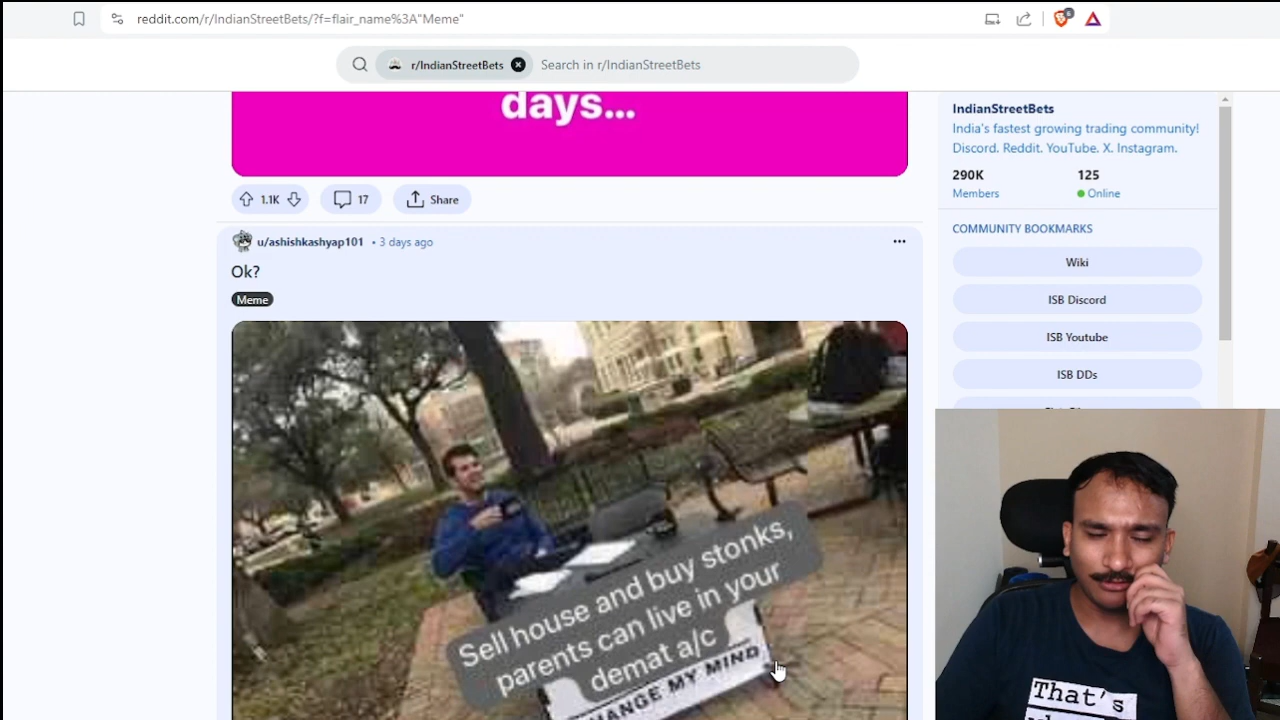 reddit.com/r/IndianStreetBets/?f=flair_name%3A"Meme"
6
r/IndianStreetBets
Search in r/IndianStreetBets
days...
1.1K
17
Share
u/ashishkashyap101 • 3 days ago
Ok?
Meme
Sell house and buy stonks,
parents can live in your
demat a/c
CHANGE MY MIND
IndianStreetBets
India's fastest growing trading community!
Discord. Reddit. YouTube. X. Instagram.
290K
125
Members
Online
COMMUNITY BOOKMARKS
Wiki
ISB Discord
ISB Youtube
ISB DDs
That's